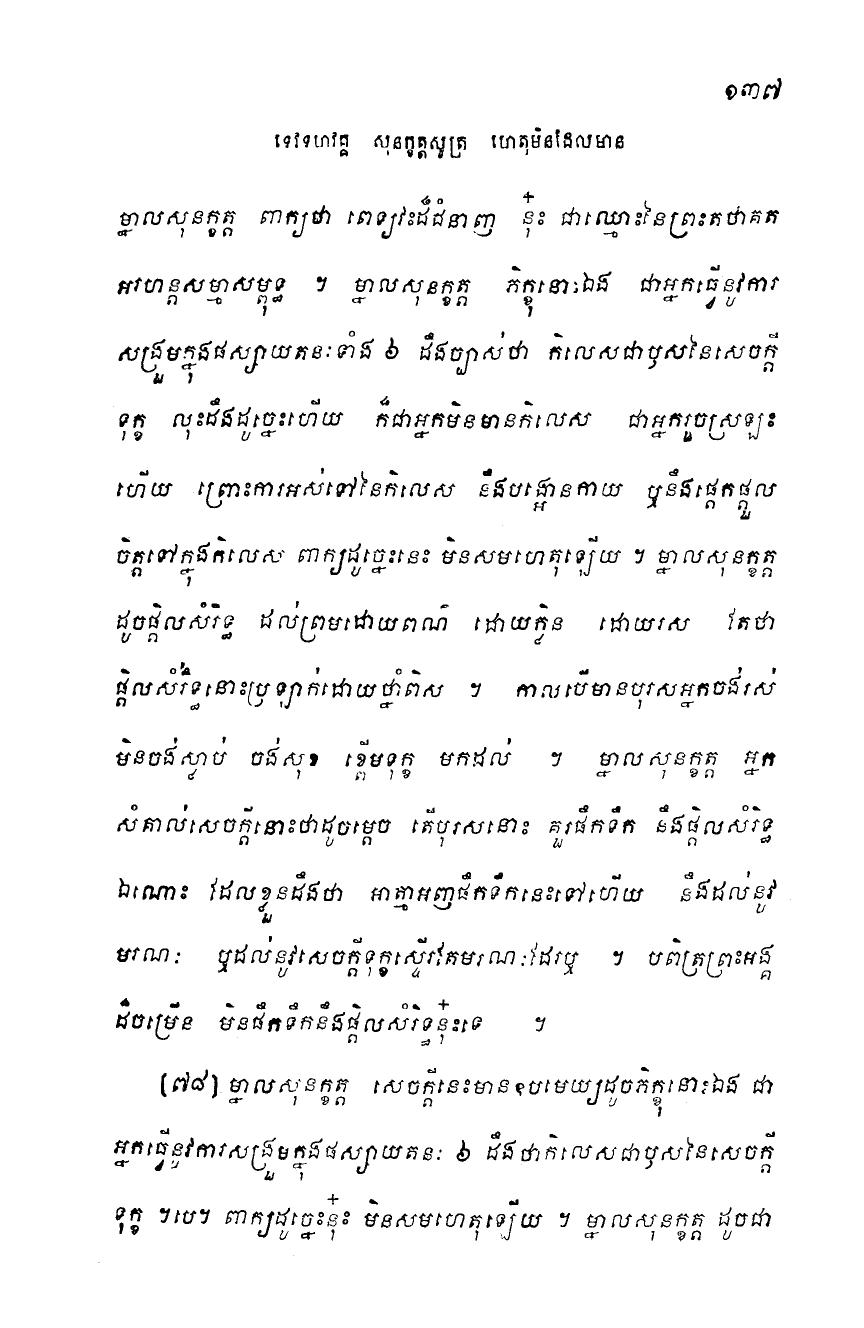 ១៣៧
ទេវទហវគ្គ សុនក្ខត្តសូត្រ ហេតុមិនដែលមាន
ម្នាលសុនក្ខត្ត ពាក្យថា ពេទ្យវះដ៏ជំនាញ នុ៎ះ ជាឈ្មោះនៃព្រះតថាគត
អរហន្តសម្មាសម្ពុទ្ធ ។ ម្នាលសុនក្ខត្ត ភិក្ខុនោះឯង ជាអ្នកធ្វើនូវការ
សង្រួមក្នុងផស្សាយតនៈទាំង ៦ ដឹងច្បាស់ថា កិលេសជាឫសនៃសេចក្តី
ទុក្ខ លុះដឹងដូច្នេះហើយ ក៏ជាអ្នកមិនមានកិលេស ជាអ្នករួចស្រឡះ
ហើយ ព្រោះការអស់ទៅនៃកិលេស នឹងបង្អោនកាយ ឬនឹងផ្តេកផ្តួល
ចិត្តទៅក្នុងកិលេស ពាក្យដូច្នេះនេះ មិនសមហេតុឡើយ ។ ម្នាលសុនក្ខត្ត
ដូចផ្តិលសំរិទ្ធ ដល់ព្រមដោយពណ៌ ដោយក្លិន ដោយរស តែថា
ផ្តិលសំរិទ្ធនោះប្រឡាក់ដោយថ្នាំពិស ។ កាលបើមានបុរសអ្នកចង់រស់
មិនចង់ស្លាប់ ចង់សុខ ខ្ពើមទុក្ខ មកដល់ ។ ម្នាលសុនក្ខត្ត អ្នក
សំគាល់សេចក្តីនោះថាដូចម្តេច តើបុរសនោះ គួរផឹកទឹក នឹងផ្តិលសំរិទ្ធ
ឯណោះ ដែលខ្លួនដឹងថា អាត្មាអញផឹកទឹកនេះទៅហើយ នឹងដល់នូវ
មរណៈ ឬដល់នូវសេចក្តីទុក្ខស្ទើរតែមរណៈដែរឬ ។ បពិត្រព្រះអង្គ
ដ៏ចម្រើន មិនផឹកទឹកនឹងផ្តិលសំរិទ្ធនុ៎ះទេ ។
[៧៨] ម្នាលសុនក្ខត្ត សេចក្តីនេះមានឧបមេយ្យដូចភិក្ខុនោះឯង ជា
អ្នកធ្វើនូវការសង្រួមក្នុងផស្សាយតនៈ ៦ ដឹងថាកិលេសជាឫសនៃសេចក្តី
ទុក្ខ ។បេ។ ពាក្យដូច្នេះនុ៎ះ មិនសមហេតុឡើយ ។ ម្នាលសុនក្ខត្ត ដូចជា